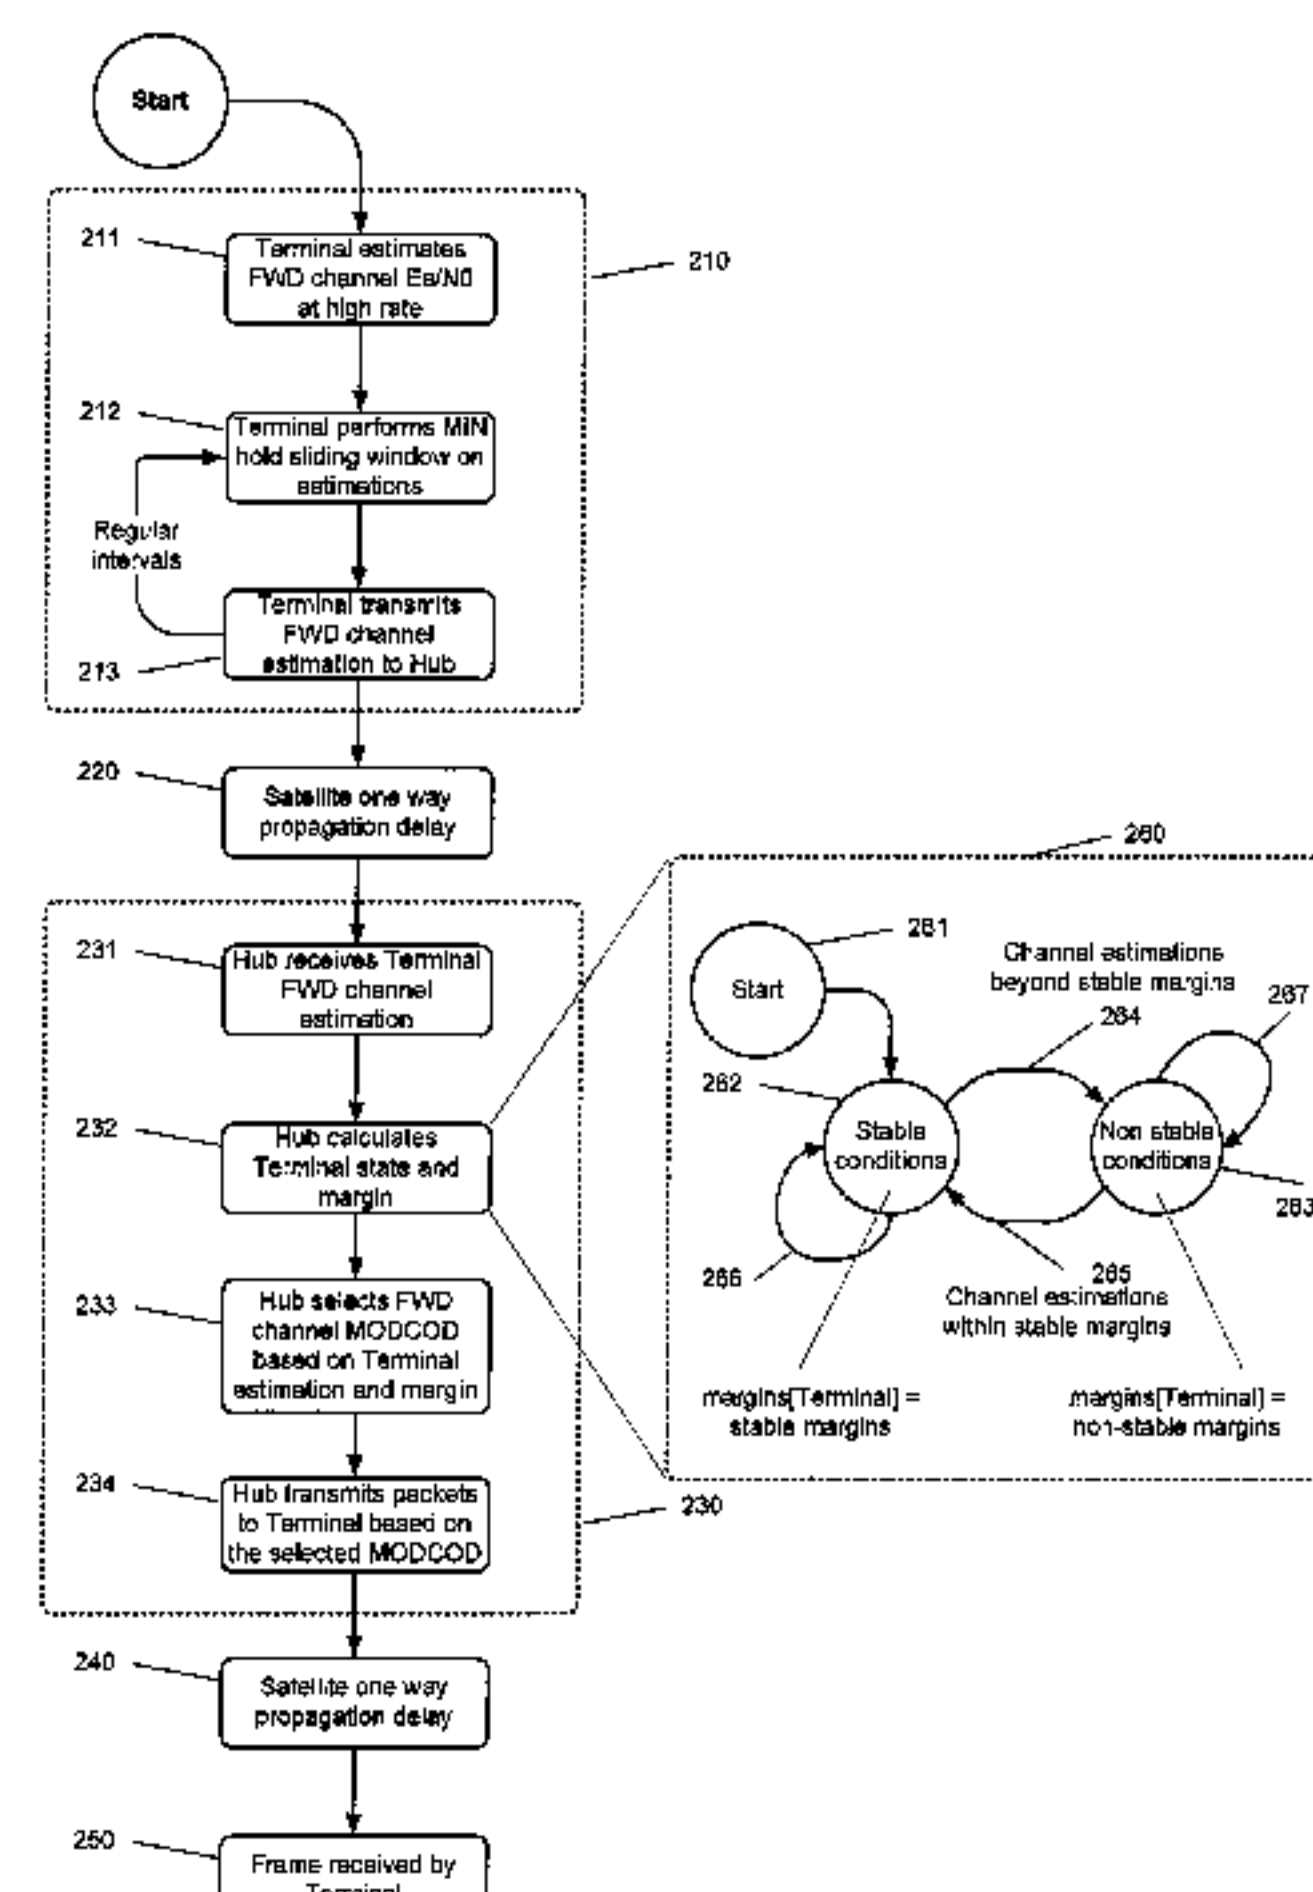 Start
211
Terminal estimates
FWD channel Es/N0
at high rate
210
212
Terminal performs MIN
hold sliding window on
estimations
Regular
intervals
Terminal transmits
FWD channel
estimation to Hub
213
220
Satellite one way
propagation delay
231
Hub receives Terminal
FWD channel
estimation
232
Hub calculates
Terminal state and
margin
233
Hub selects FWD
channel MODCOD
based on Terminal
estimation and margin
234
Hub transmits packets
to Terminal based on
the selected MODCOD
230
240
Satellite one way
propagation delay
250
Frame received by
Terminal
260
261
Start
Channel estimations
beyond stable margins
264
267
262
Stable
conditions
Non stable
conditions
263
266
265
Channel estimations
within stable margins
margins[Terminal] =
stable margins
margins[Terminal] =
non-stable margins